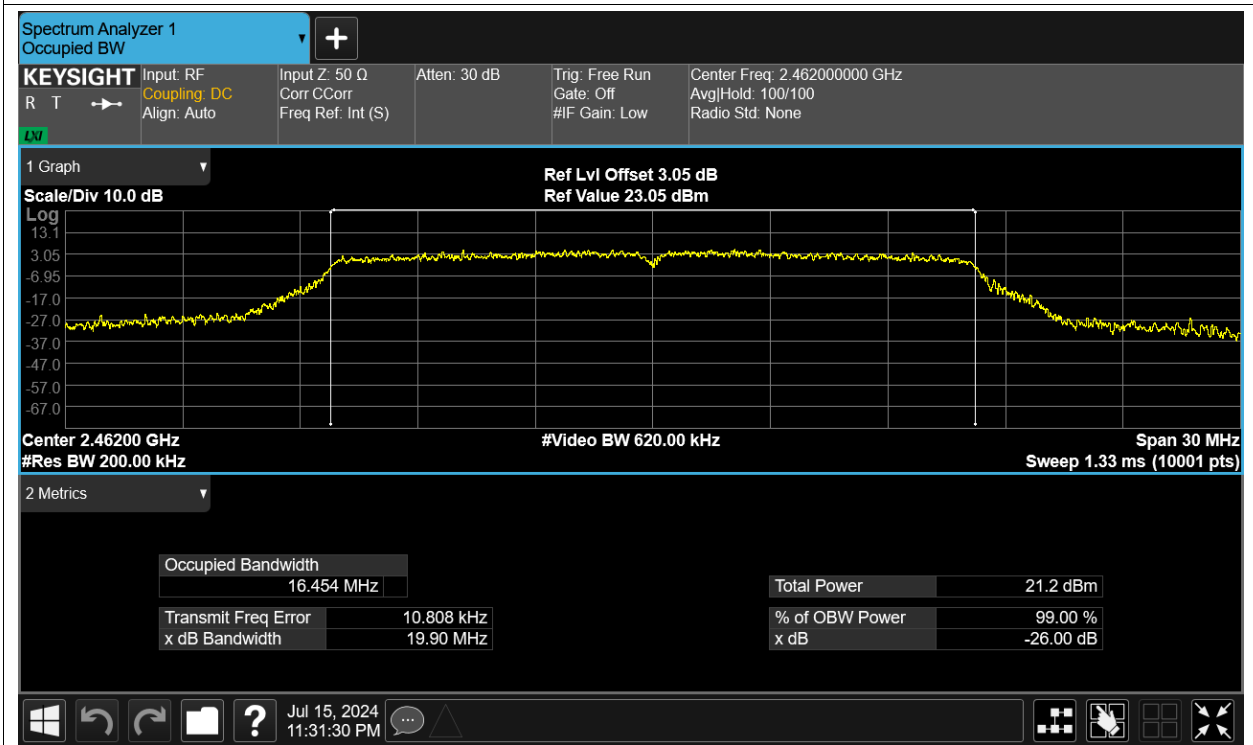 Spectrum Analyzer 1
Occupied BW
KEYSIGHT
R T
LXI
Input: RF
Coupling: DC
Align: Auto
Input Z: 50 Ω
Corr CCorr
Freq Ref: Int (S)
Atten: 30 dB
Trig: Free Run
Gate: Off
#IF Gain: Low
Center Freq: 2.462000000 GHz
Avg|Hold: 100/100
Radio Std: None
1 Graph
Scale/Div 10.0 dB
Ref Lvl Offset 3.05 dB
Ref Value 23.05 dBm
Log
13.1
3.05
-6.95
-17.0
-27.0
-37.0
-47.0
-57.0
-67.0
Center 2.46200 GHz
#Video BW 620.00 kHz
Span 30 MHz
#Res BW 200.00 kHz
Sweep 1.33 ms (10001 pts)
2 Metrics
Occupied Bandwidth
16.454 MHz
Total Power 21.2 dBm
Transmit Freq Error 10.808 kHz
% of OBW Power 99.00 %
x dB Bandwidth 19.90 MHz
x dB -26.00 dB
?
Jul 15, 2024
11:31:30 PM